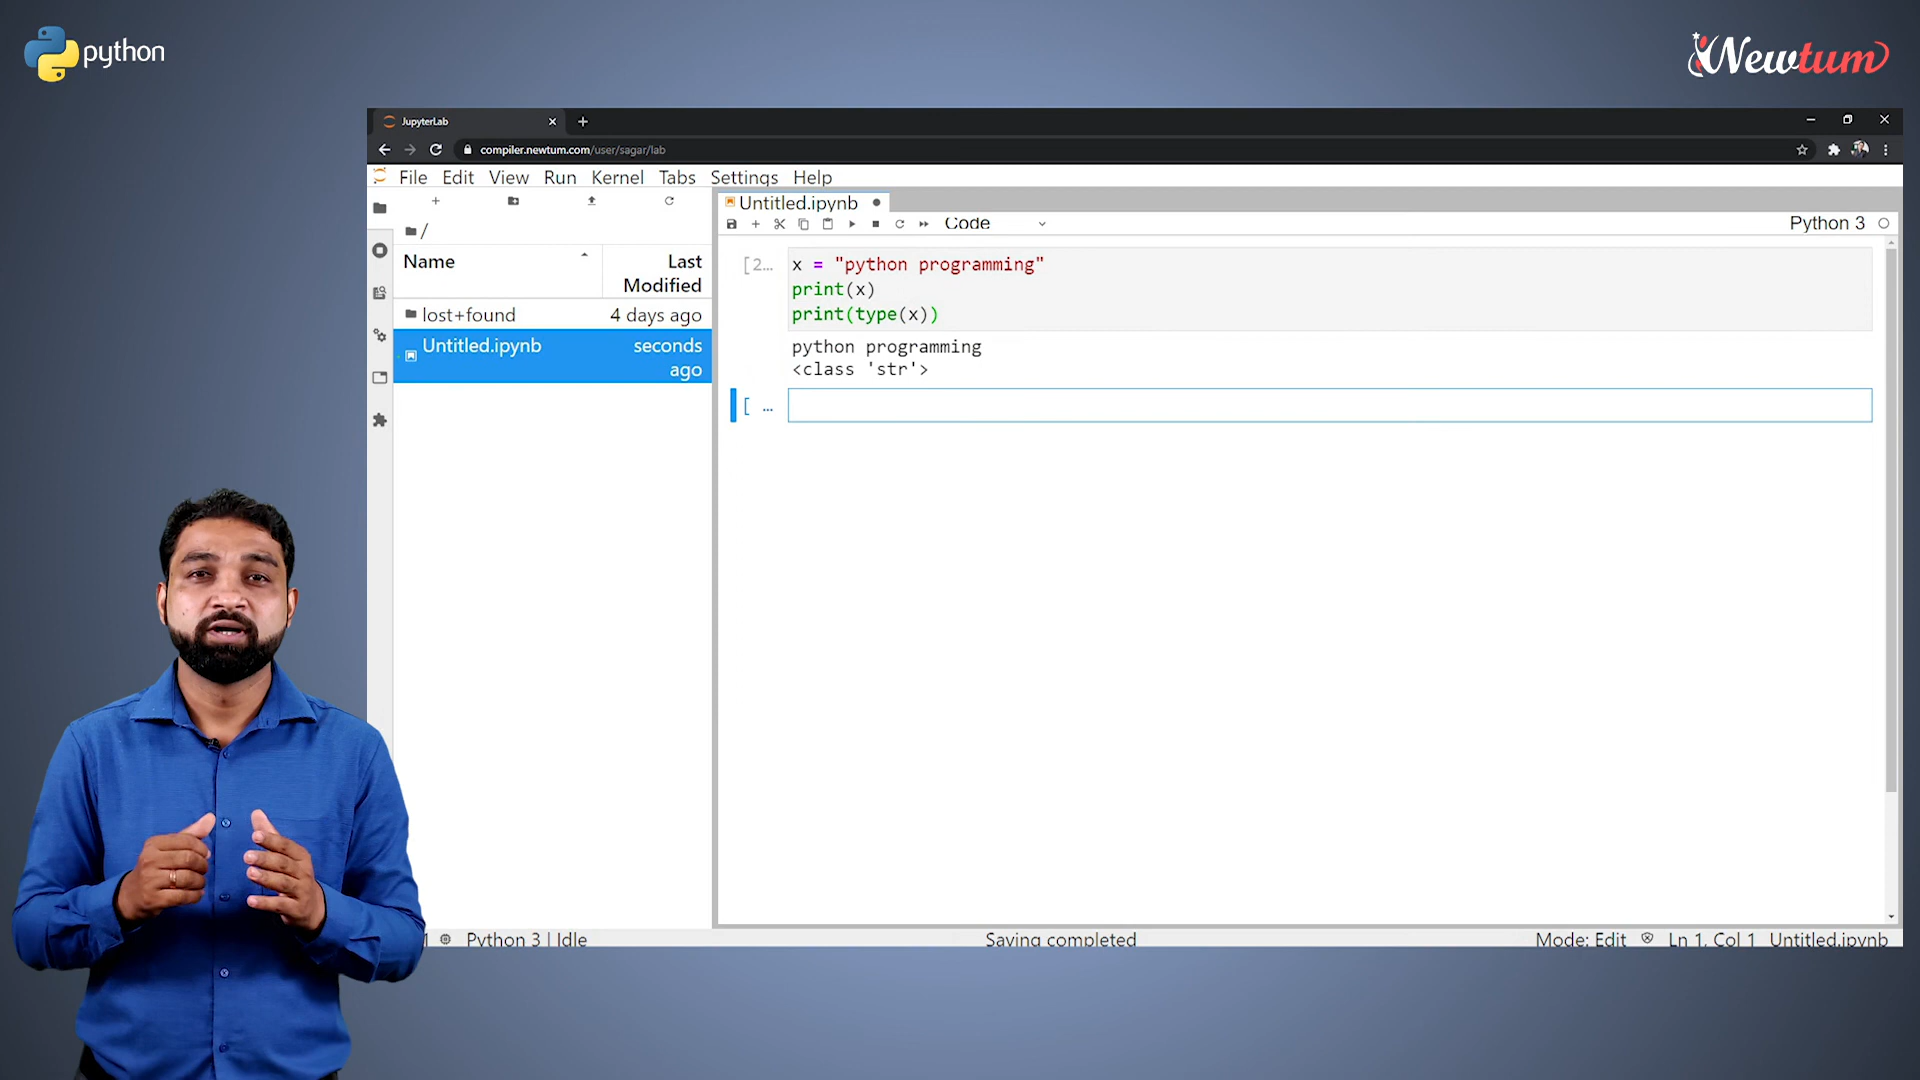 python
Newtum
JupyterLab
compiler.newtum.com/user/sagar/lab
File Edit View Run Kernel Tabs Settings Help
Untitled.ipynb
Code
Python 3
/
Name
Last Modified
lost+found
4 days ago
Untitled.ipynb
seconds ago
[2...
x = "python programming"
print(x)
print(type(x))
python programming
<class 'str'>
[ ...
Python 3 | Idle
Saving completed
Mode: Edit
Ln 1, Col 1
Untitled.ipynb